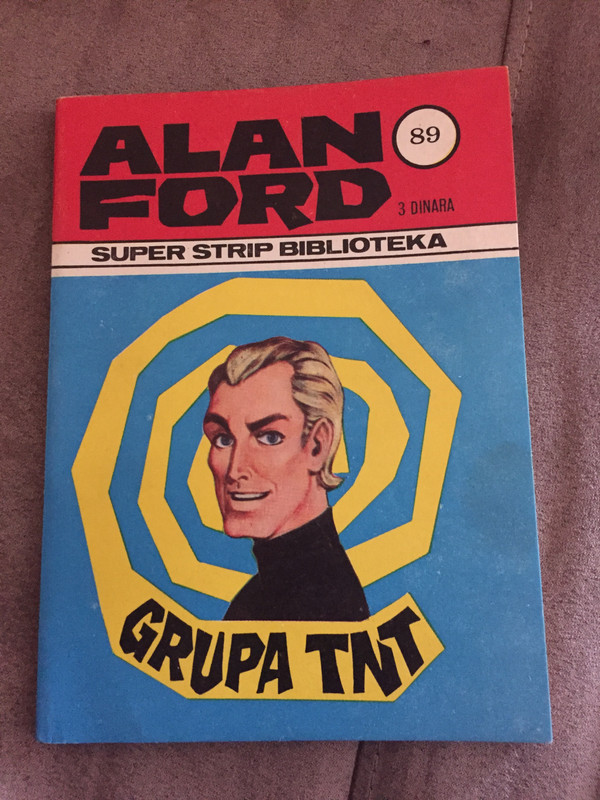 ALAN
FORD
89
3 DINARA
SUPER STRIP BIBLIOTEKA
GRUPA TNT